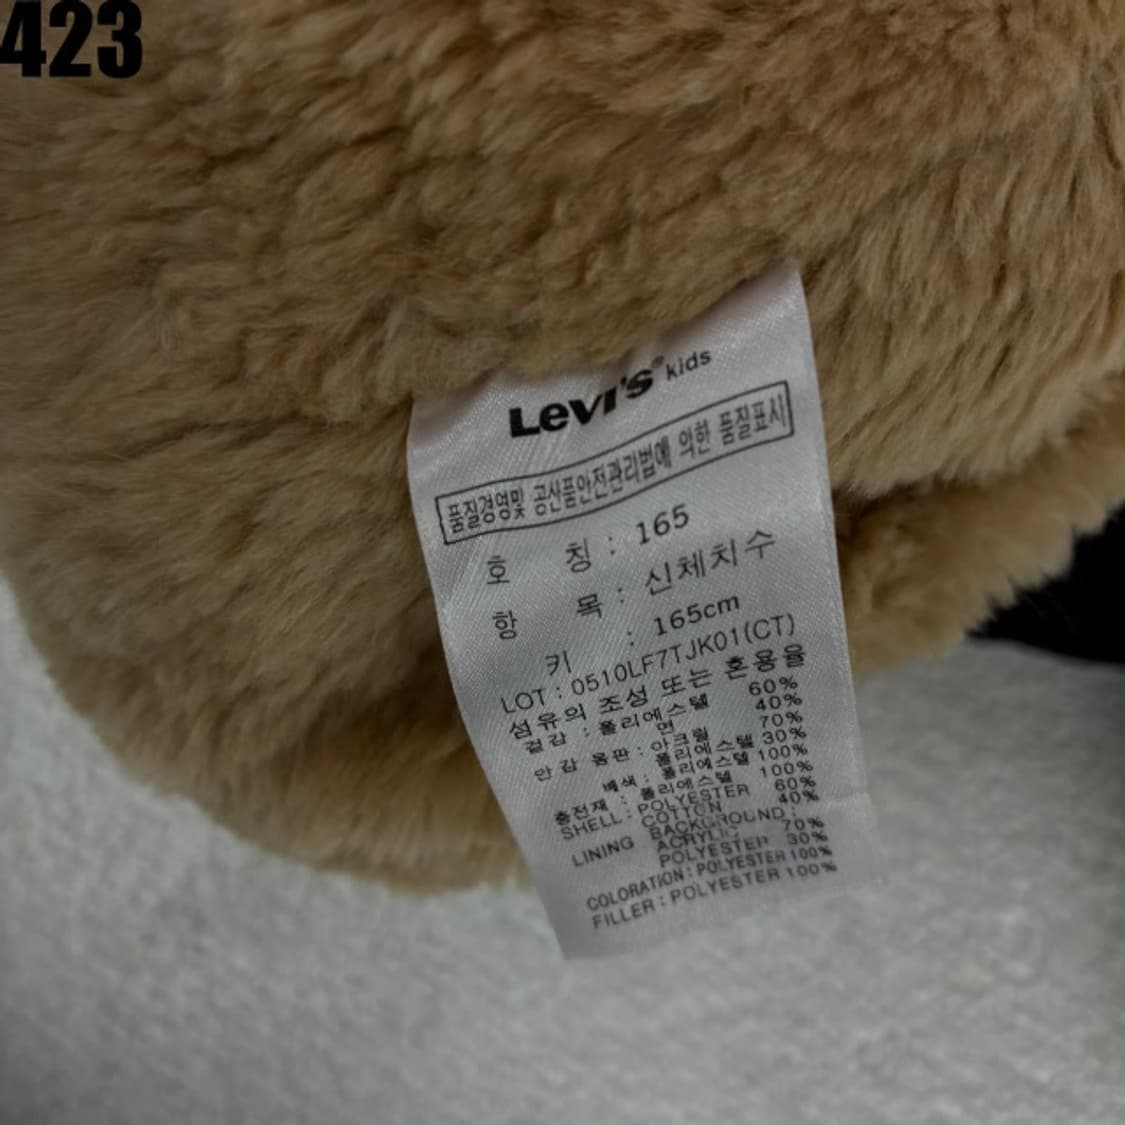 423
Levi's® kids
품질경영및 공산품안전관리법에 의한 품질표시
호 칭 : 165
항 목 : 신체치수
키 : 165cm
LOT : 0510LF7TJK01(CT)
섬유의 조성 또는 혼용율
겉감 : 폴리에스텔 60%
면 40%
안감 몸판 : 아크릴 70%
폴리에스텔 30%
배색 : 폴리에스텔 100%
충전재 : 폴리에스텔 100%
SHELL : POLYESTER 60%
COTTON 40%
LINING BACKGROUND :
ACRYLIC 70%
POLYESTER 30%
COLORATION : POLYESTER 100%
FILLER : POLYESTER 100%